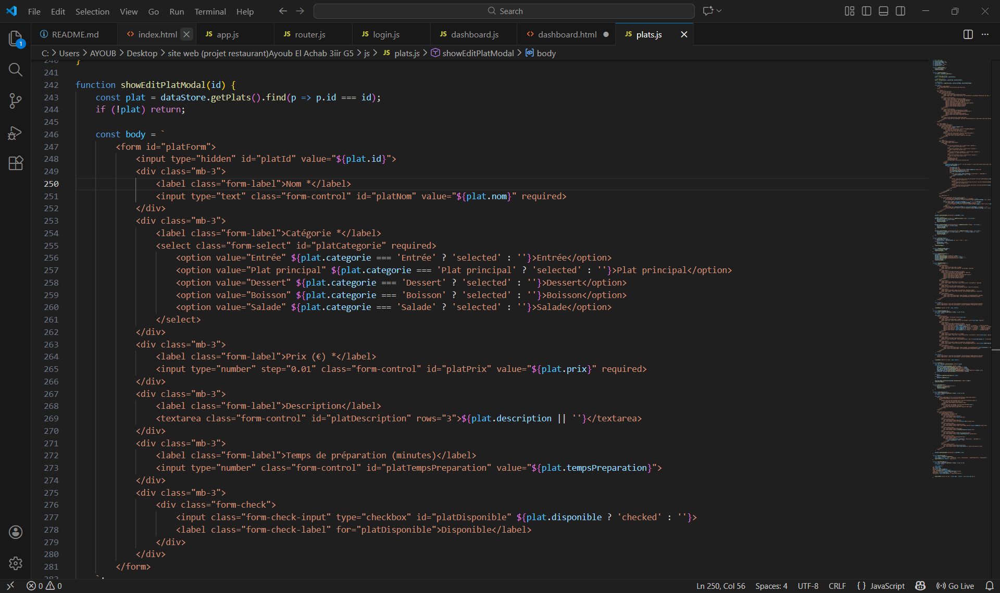 File Edit Selection View Go Run Terminal Help Search
1
README.md index.html app.js router.js login.js dashboard.js dashboard.html plats.js
C: > Users > AYOUB > Desktop > site web (projet restaurant)Ayoub El Achab 3iir G5 > js > JS plats.js > showEditPlatModal > body
240 }
241
242 function showEditPlatModal(id) {
243 const plat = dataStore.getPlats().find(p => p.id === id);
244 if (!plat) return;
245
246 const body = `
247 <form id="platForm">
248 <input type="hidden" id="platId" value="${plat.id}">
249 <div class="mb-3">
250 <label class="form-label">Nom *</label>
251 <input type="text" class="form-control" id="platNom" value="${plat.nom}" required>
252 </div>
253 <div class="mb-3">
254 <label class="form-label">Catégorie *</label>
255 <select class="form-select" id="platCategorie" required>
256 <option value="Entrée" ${plat.categorie === 'Entrée' ? 'selected' : ''}>Entrée</option>
257 <option value="Plat principal" ${plat.categorie === 'Plat principal' ? 'selected' : ''}>Plat principal</option>
258 <option value="Dessert" ${plat.categorie === 'Dessert' ? 'selected' : ''}>Dessert</option>
259 <option value="Boisson" ${plat.categorie === 'Boisson' ? 'selected' : ''}>Boisson</option>
260 <option value="Salade" ${plat.categorie === 'Salade' ? 'selected' : ''}>Salade</option>
261 </select>
262 </div>
263 <div class="mb-3">
264 <label class="form-label">Prix (€) *</label>
265 <input type="number" step="0.01" class="form-control" id="platPrix" value="${plat.prix}" required>
266 </div>
267 <div class="mb-3">
268 <label class="form-label">Description</label>
269 <textarea class="form-control" id="platDescription" rows="3">${plat.description || ''}</textarea>
270 </div>
271 <div class="mb-3">
272 <label class="form-label">Temps de préparation (minutes)</label>
273 <input type="number" class="form-control" id="platTempsPreparation" value="${plat.tempsPreparation}">
274 </div>
275 <div class="mb-3">
276 <div class="form-check">
277 <input class="form-check-input" type="checkbox" id="platDisponible" ${plat.disponible ? 'checked' : ''}>
278 <label class="form-check-label" for="platDisponible">Disponible</label>
279 </div>
280 </div>
281 </form>
282 `;
0 0 Ln 250, Col 56 Spaces: 4 UTF-8 CRLF { } JavaScript Go Live